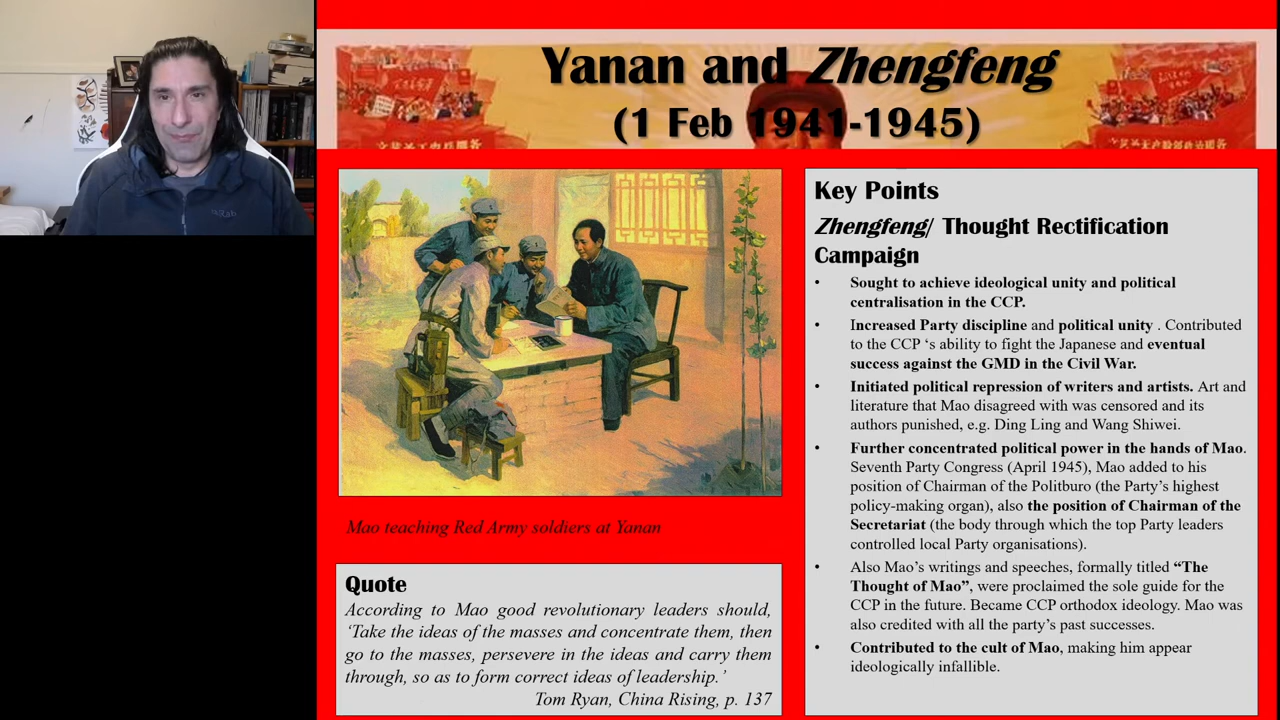 Yanan and Zhengfeng
(1 Feb 1941-1945)
Rab
Mao teaching Red Army soldiers at Yanan
Quote
According to Mao good revolutionary leaders should,
‘Take the ideas of the masses and concentrate them, then
go to the masses, persevere in the ideas and carry them
through, so as to form correct ideas of leadership.’
Tom Ryan, China Rising, p. 137
Key Points
Zhengfeng/ Thought Rectification
Campaign
• Sought to achieve ideological unity and political
centralisation in the CCP.
• Increased Party discipline and political unity . Contributed
to the CCP ‘s ability to fight the Japanese and eventual
success against the GMD in the Civil War.
• Initiated political repression of writers and artists. Art and
literature that Mao disagreed with was censored and its
authors punished, e.g. Ding Ling and Wang Shiwei.
• Further concentrated political power in the hands of Mao.
Seventh Party Congress (April 1945), Mao added to his
position of Chairman of the Politburo (the Party’s highest
policy-making organ), also the position of Chairman of the
Secretariat (the body through which the top Party leaders
controlled local Party organisations).
• Also Mao’s writings and speeches, formally titled “The
Thought of Mao”, were proclaimed the sole guide for the
CCP in the future. Became CCP orthodox ideology. Mao was
also credited with all the party’s past successes.
• Contributed to the cult of Mao, making him appear
ideologically infallible.